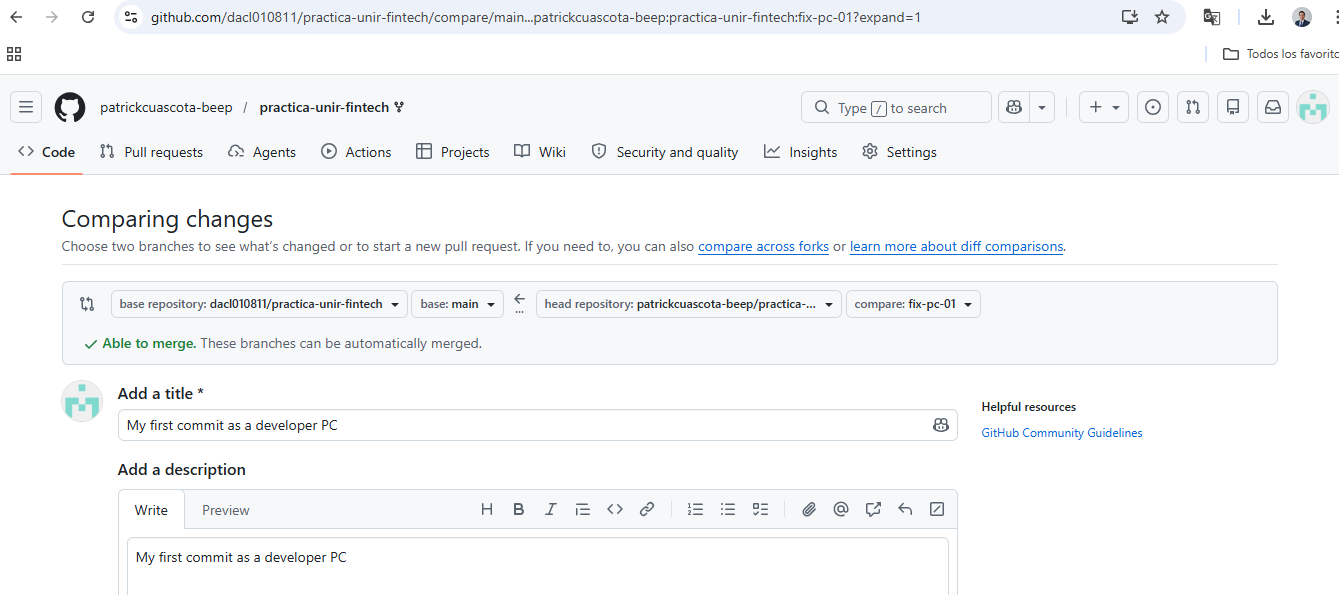 github.com/dacl010811/practica-unir-fintech/compare/main...patrickcuascota-beep:practica-unir-fintech:fix-pc-01?expand=1
Todos los favorito
patrickcuascota-beep / practica-unir-fintech
Type / to search
Code Pull requests Agents Actions Projects Wiki Security and quality Insights Settings
Comparing changes
Choose two branches to see what's changed or to start a new pull request. If you need to, you can also compare across forks or learn more about diff comparisons.
base repository: dacl010811/practica-unir-fintech base: main ... head repository: patrickcuascota-beep/practica-... compare: fix-pc-01
Able to merge. These branches can be automatically merged.
Add a title *
My first commit as a developer PC
Helpful resources
GitHub Community Guidelines
Add a description
Write Preview
My first commit as a developer PC